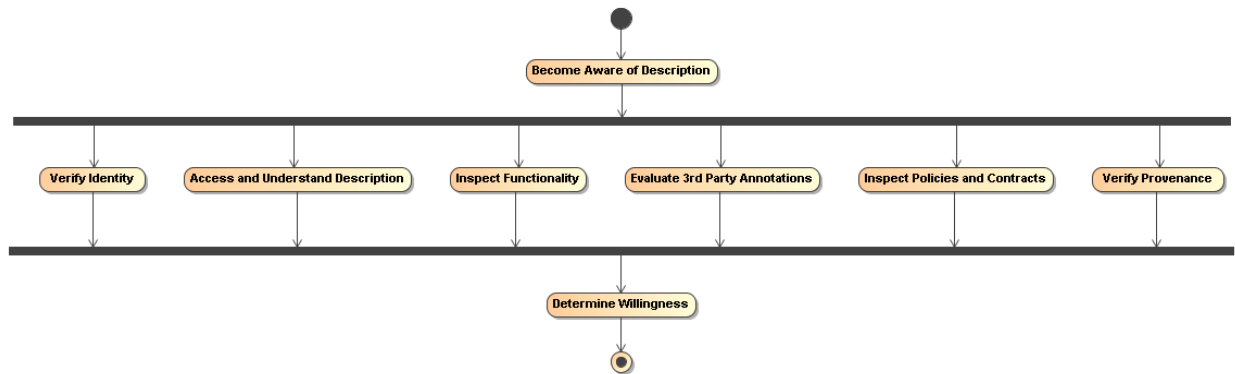 Become Aware of Description
Verify Identity
Access and Understand Description
Inspect Functionality
Evaluate 3rd Party Annotations
Inspect Policies and Contracts
Verify Provenance
Determine Willingness